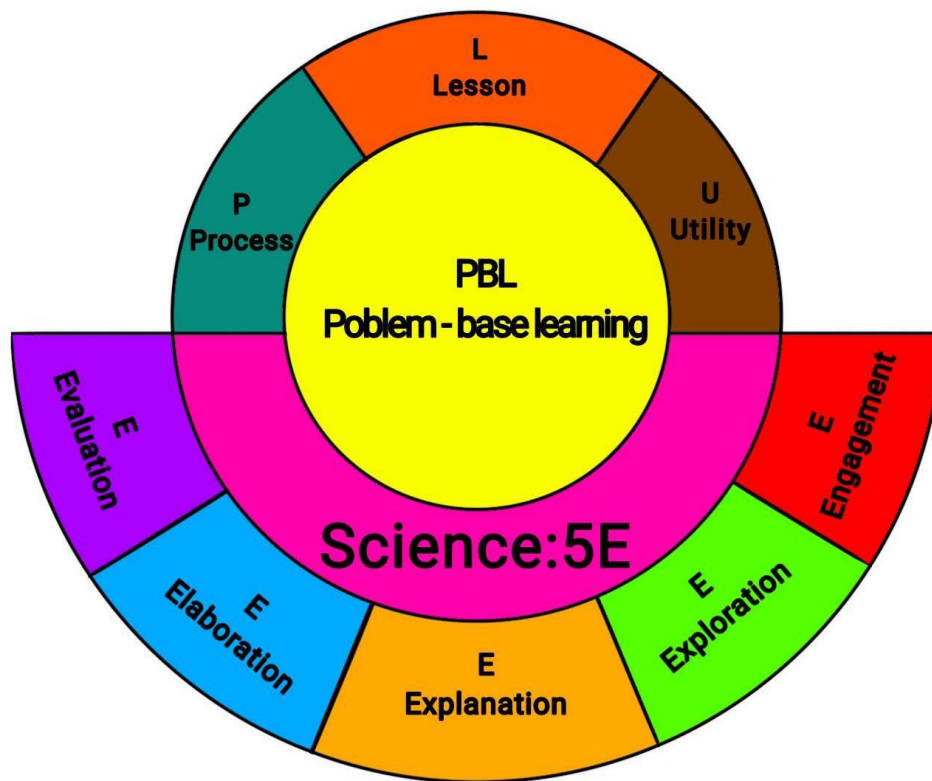 L
Lesson
P
Process
U
Utility
PBL
Poblem - base learning
Science:5E
E
Evaluation
E
Engagement
E
Elaboration
E
Exploration
E
Explanation